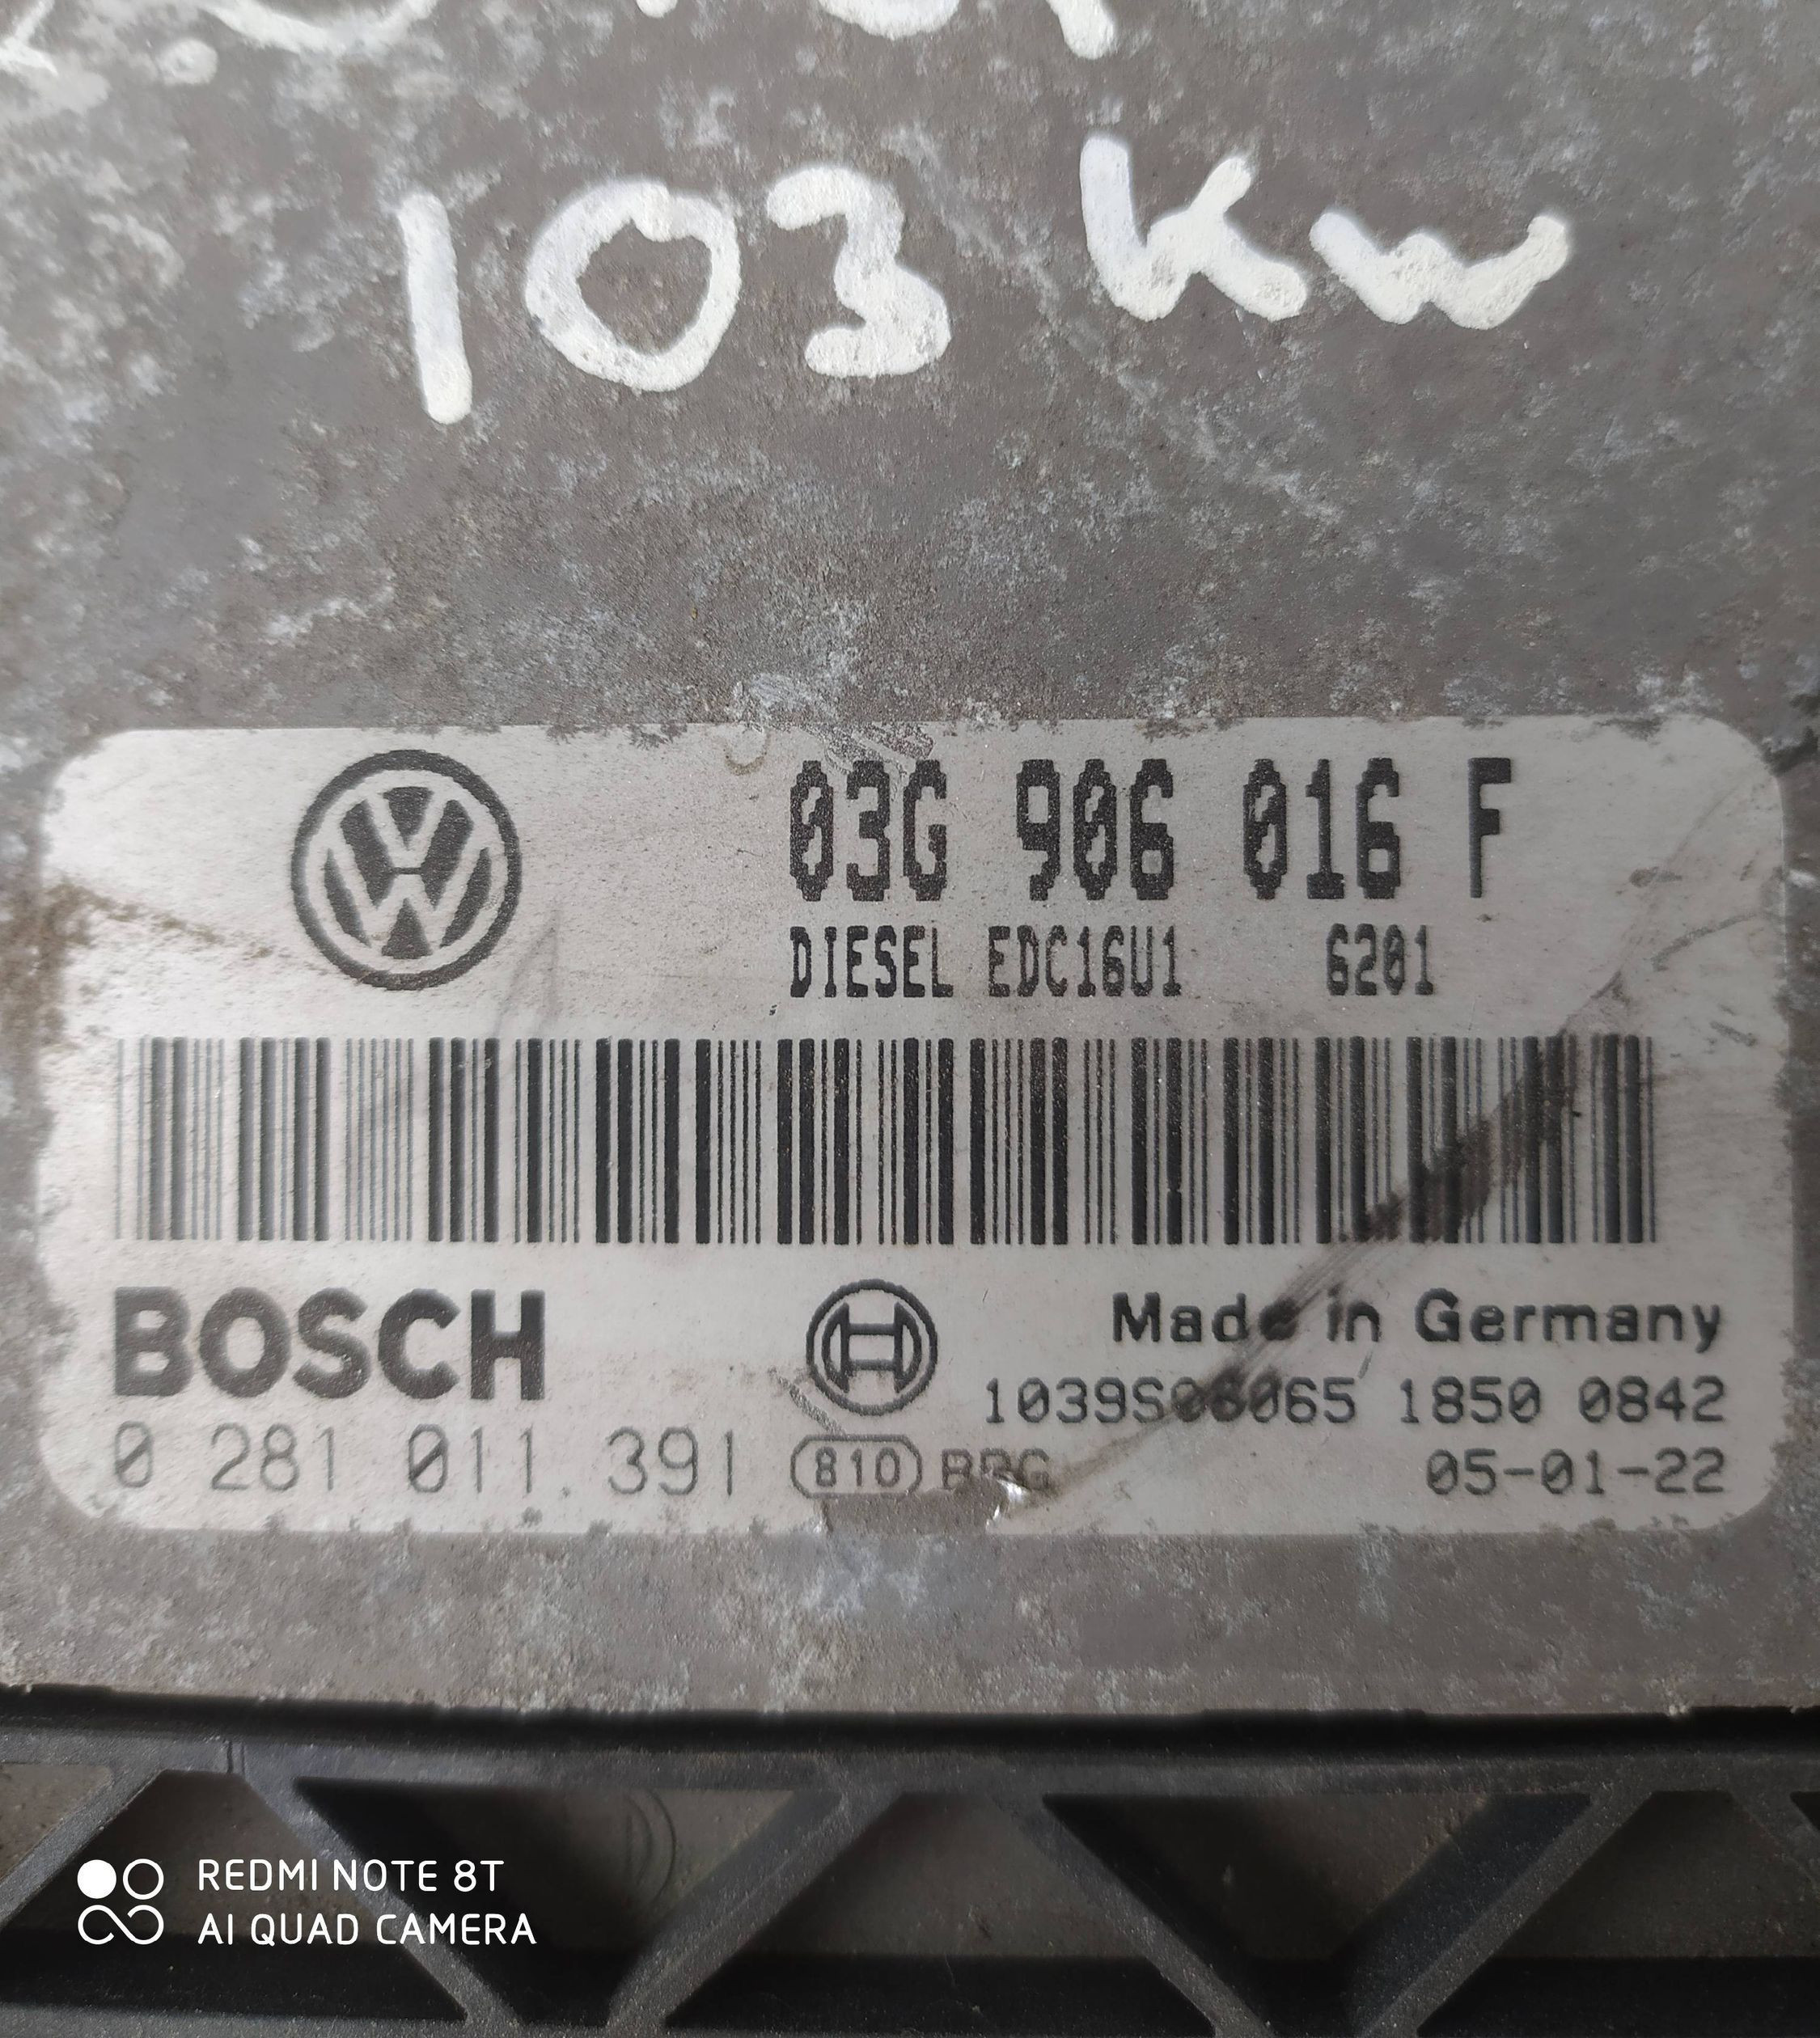 103 Kw
03G 906 016 F
DIESEL EDC16U1 6201
BOSCH
Made in Germany
1039S06065 1850 0842
0 281 011 391 810 BPG 05-01-22
REDMI NOTE 8T
AI QUAD CAMERA